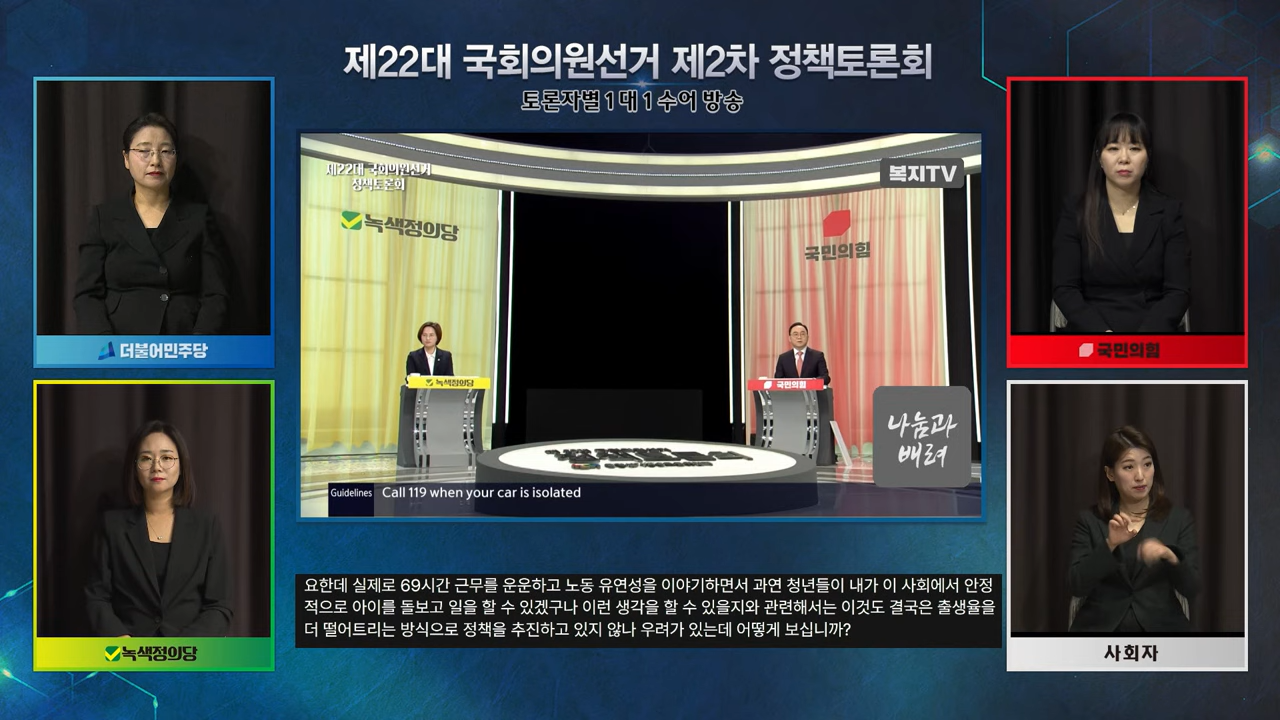 제22대 국회의원선거 제2차 정책토론회
토론자별 1 대 1 수어 방송
제22대 국회의원선거
정책토론회
복지TV
녹색정의당
국민의힘
녹색정의당
국민의힘
나눔과
배려
Guidelines
Call 119 when your car is isolated
더불어민주당
국민의힘
녹색정의당
사회자
요한데 실제로 69시간 근무를 운운하고 노동 유연성을 이야기하면서 과연 청년들이 내가 이 사회에서 안정
적으로 아이를 돌보고 일을 할 수 있겠구나 이런 생각을 할 수 있을지와 관련해서는 이것도 결국은 출생율을
더 떨어트리는 방식으로 정책을 추진하고 있지 않나 우려가 있는데 어떻게 보십니까?